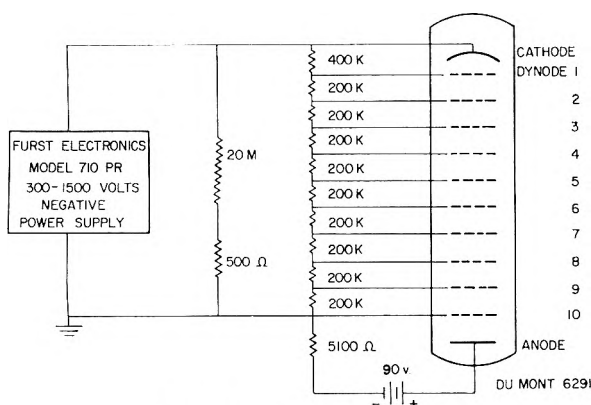 CATHODE
400 K
DYNODE 1
200 K
2
200 K
3
200 K
4
200 K
5
200 K
6
200 K
7
200 K
8
200 K
9
200 K
10
FURST ELECTRONICS
MODEL 710 PR
300-1500 VOLTS
NEGATIVE
POWER SUPPLY
20 M
500 Ω
5100 Ω
ANODE
90 v.
- +
DU MONT 6291